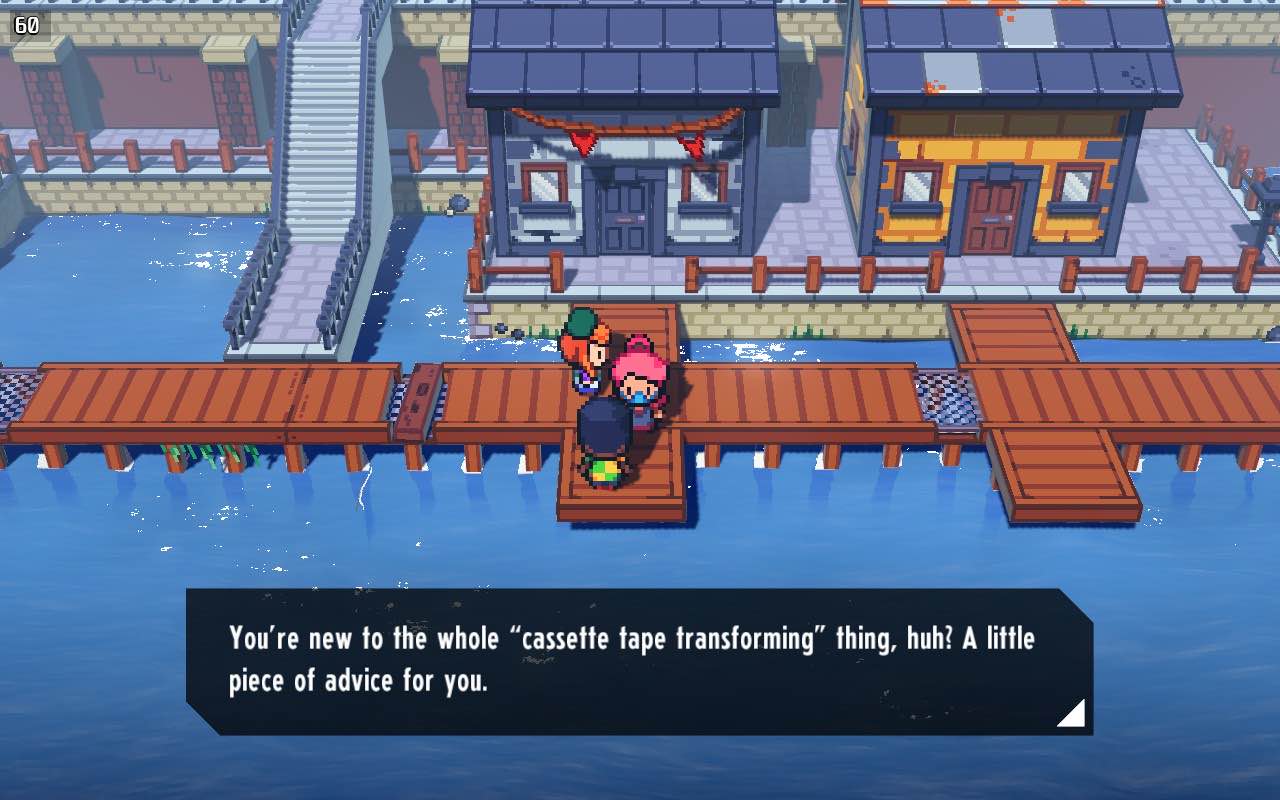 60
You're new to the whole “cassette tape transforming” thing, huh? A little
piece of advice for you.